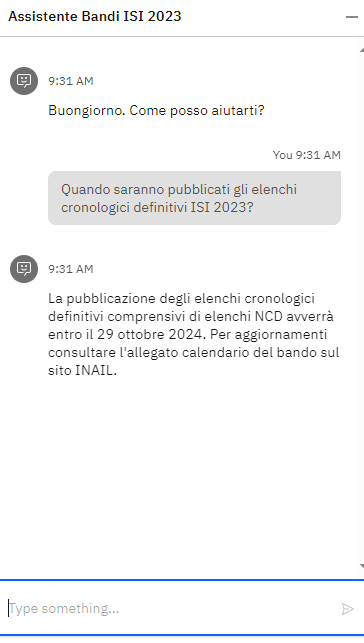 Assistente Bandi ISI 2023
9:31 AM
Buongiorno. Come posso aiutarti?
You 9:31 AM
Quando saranno pubblicati gli elenchi
cronologici definitivi ISI 2023?
9:31 AM
La pubblicazione degli elenchi cronologici
definitivi comprensivi di elenchi NCD avverrà
entro il 29 ottobre 2024. Per aggiornamenti
consultare l'allegato calendario del bando sul
sito INAIL.
Type something...